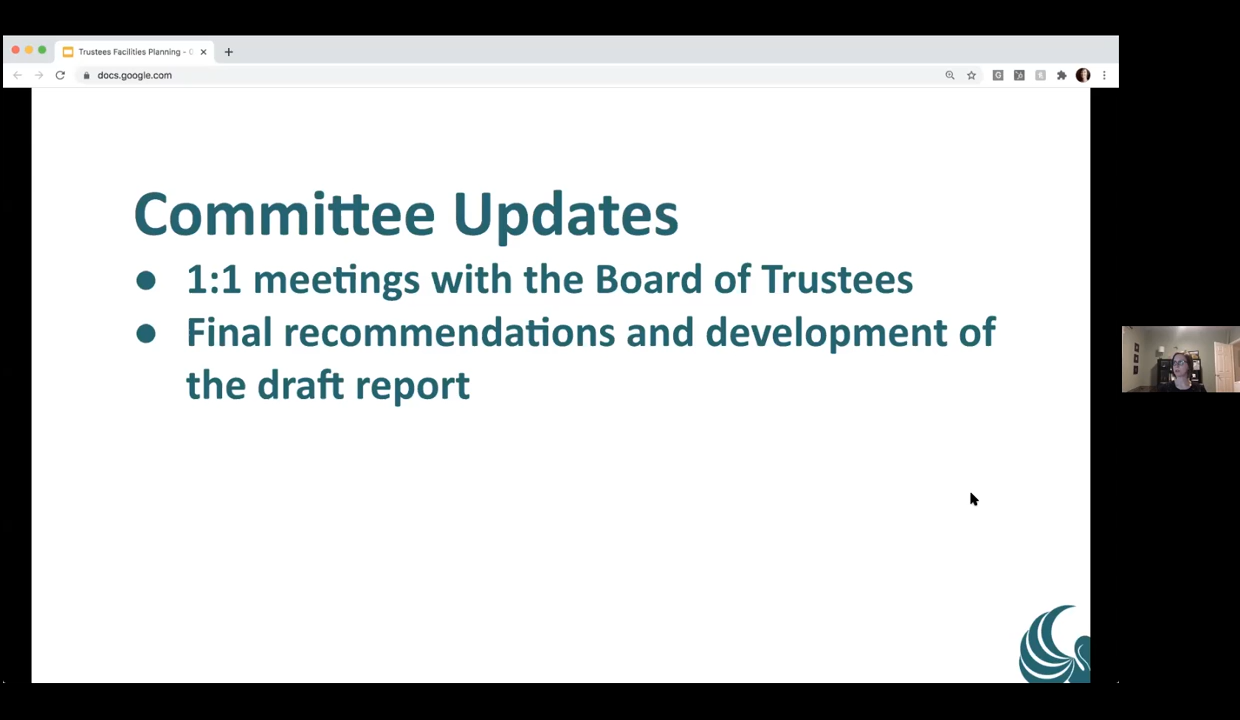 Trustees Facilities Planning -
docs.google.com
Committee Updates
● 1:1 meetings with the Board of Trustees
● Final recommendations and development of
the draft report